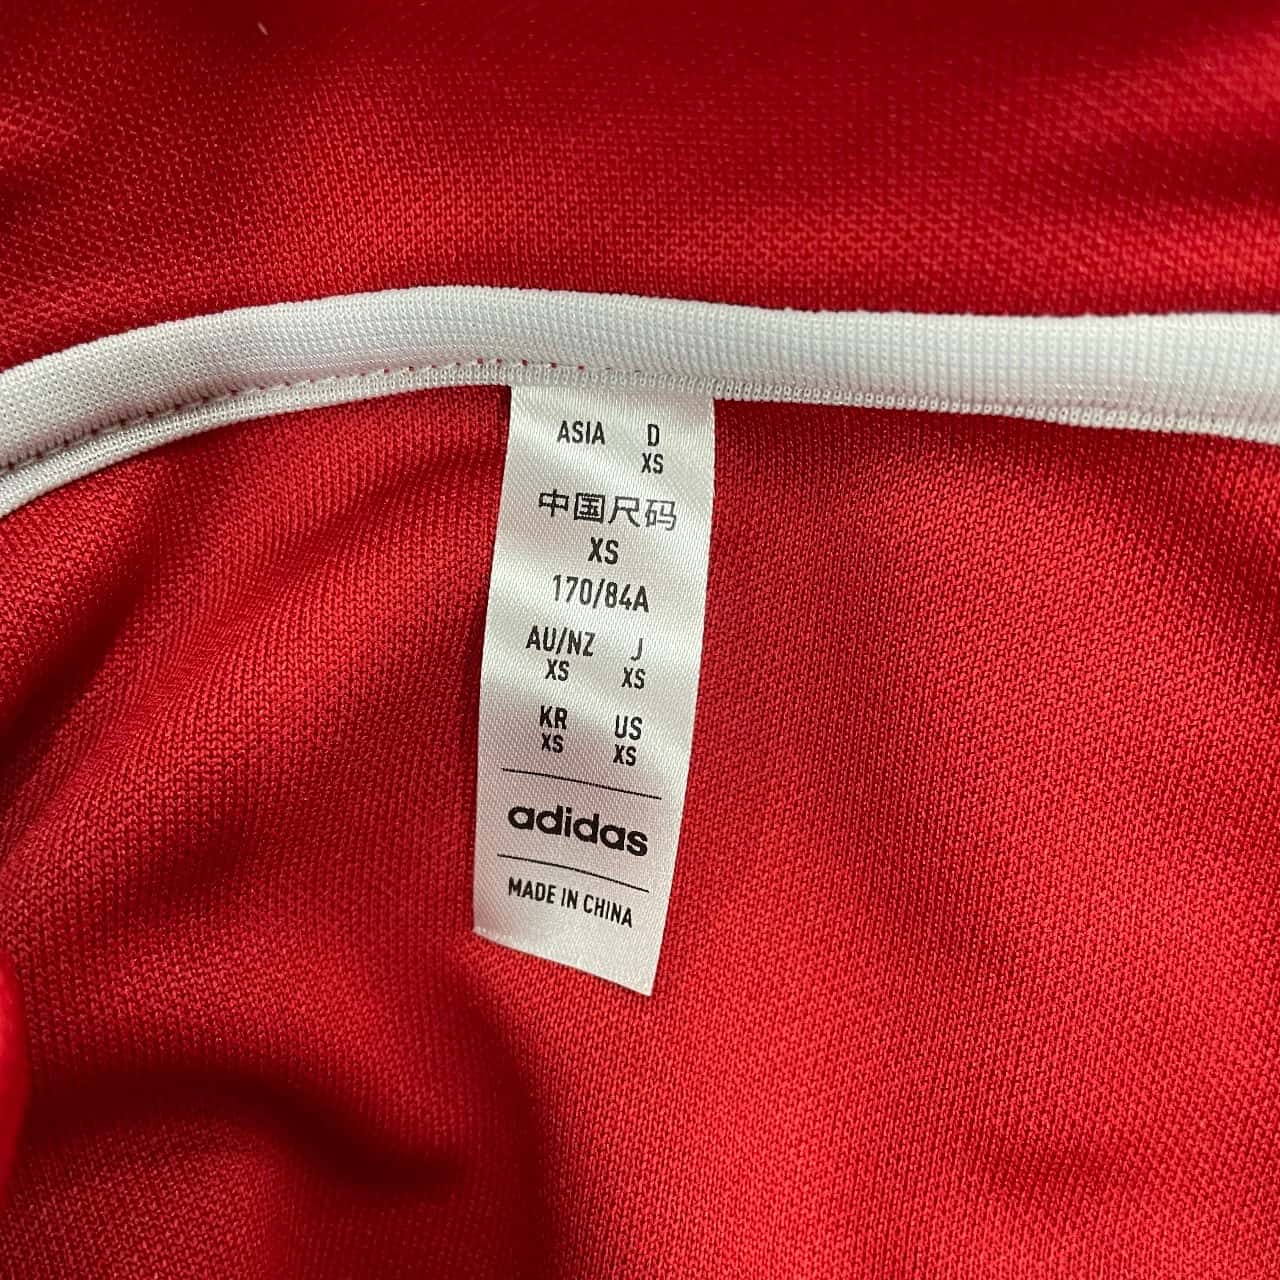 ASIA D
XS
中国尺码
XS
170/84A
AU/NZ J
XS XS
KR US
XS XS
adidas
MADE IN CHINA